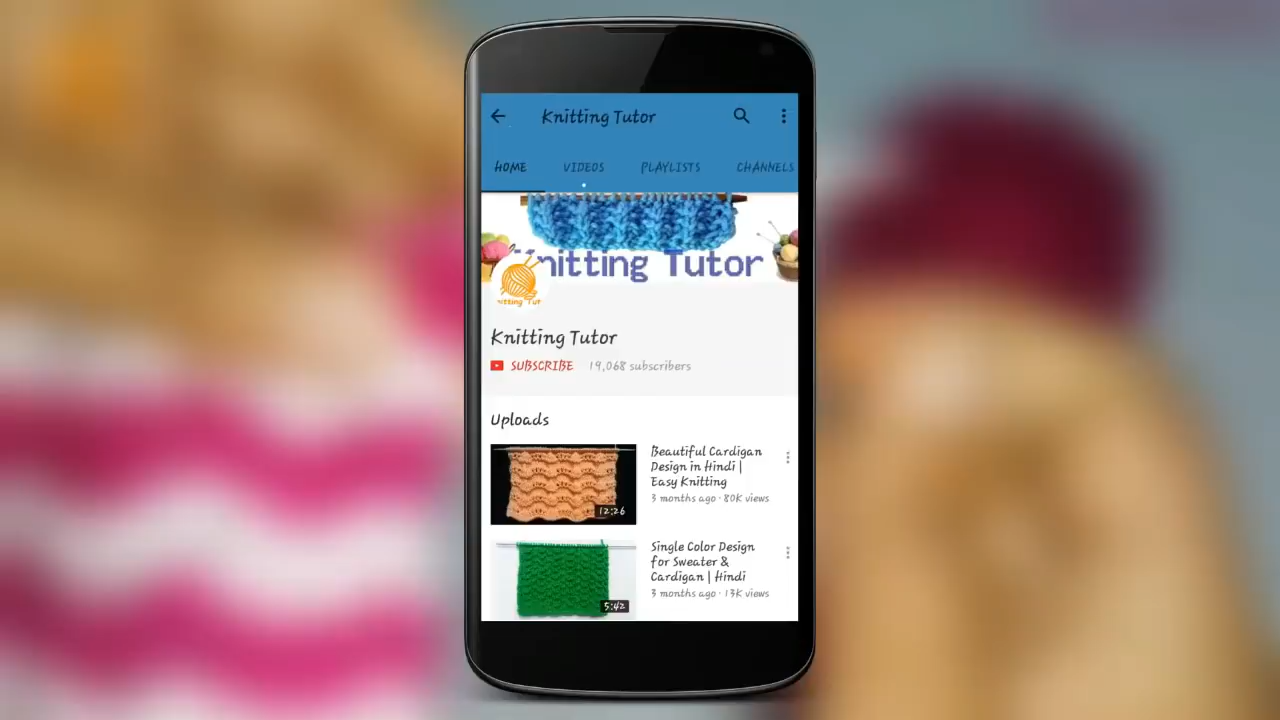 Knitting Tutor
HOME VIDEOS PLAYLISTS CHANNELS
Knitting Tutor
Knitting Tutor
SUBSCRIBE 19,068 subscribers
Uploads
Beautiful Cardigan
Design in Hindi |
Easy Knitting
3 months ago · 80K views
12:26
Single Color Design
for Sweater &
Cardigan | Hindi
3 months ago · 13K views
5:42